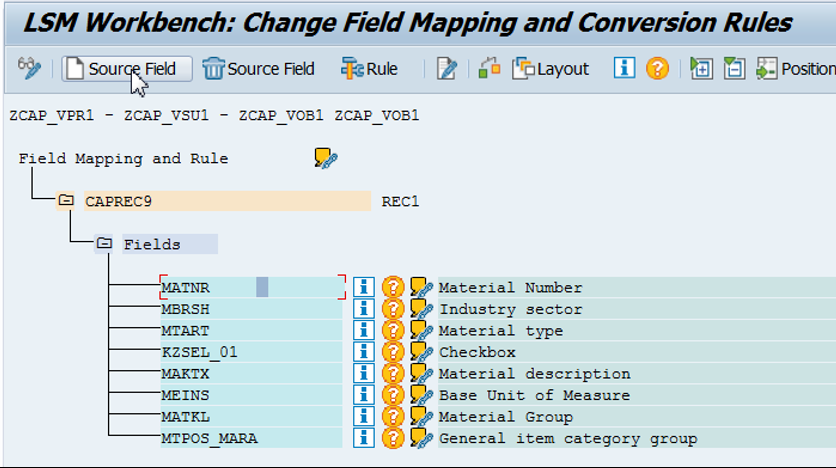 LSM Workbench: Change Field Mapping and Conversion Rules
Source Field Source Field Rule Layout Position
ZCAP_VPR1 - ZCAP_VSU1 - ZCAP_VOB1 ZCAP_VOB1
Field Mapping and Rule
CAPREC9 REC1
Fields
MATNR Material Number
MBRSH Industry sector
MTART Material type
KZSEL_01 Checkbox
MAKTX Material description
MEINS Base Unit of Measure
MATKL Material Group
MTPOS_MARA General item category group